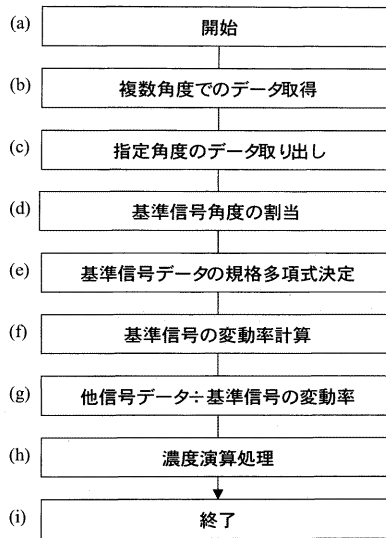 (a) 開始
(b) 複数角度でのデータ取得
(c) 指定角度のデータ取り出し
(d) 基準信号角度の割当
(e) 基準信号データの規格多項式決定
(f) 基準信号の変動率計算
(g) 他信号データ÷基準信号の変動率
(h) 濃度演算処理
(i) 終了